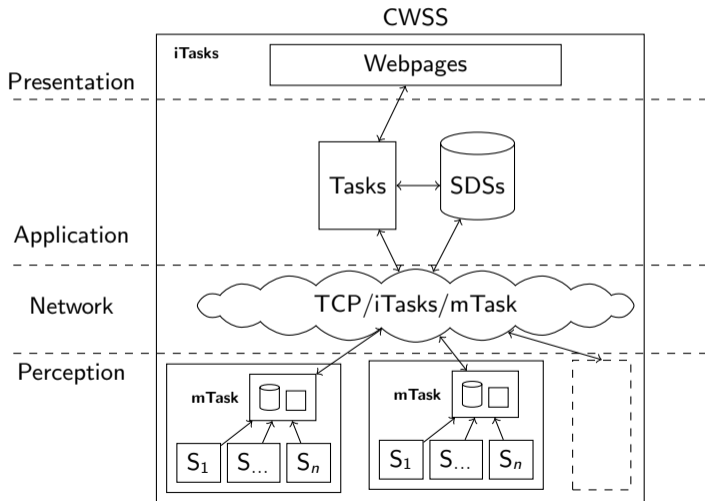 CWSS
iTasks
Webpages
Presentation
Tasks
SDSs
Application
Network
TCP/iTasks/mTask
Perception
mTask
S1
S...
Sn
mTask
S1
S...
Sn